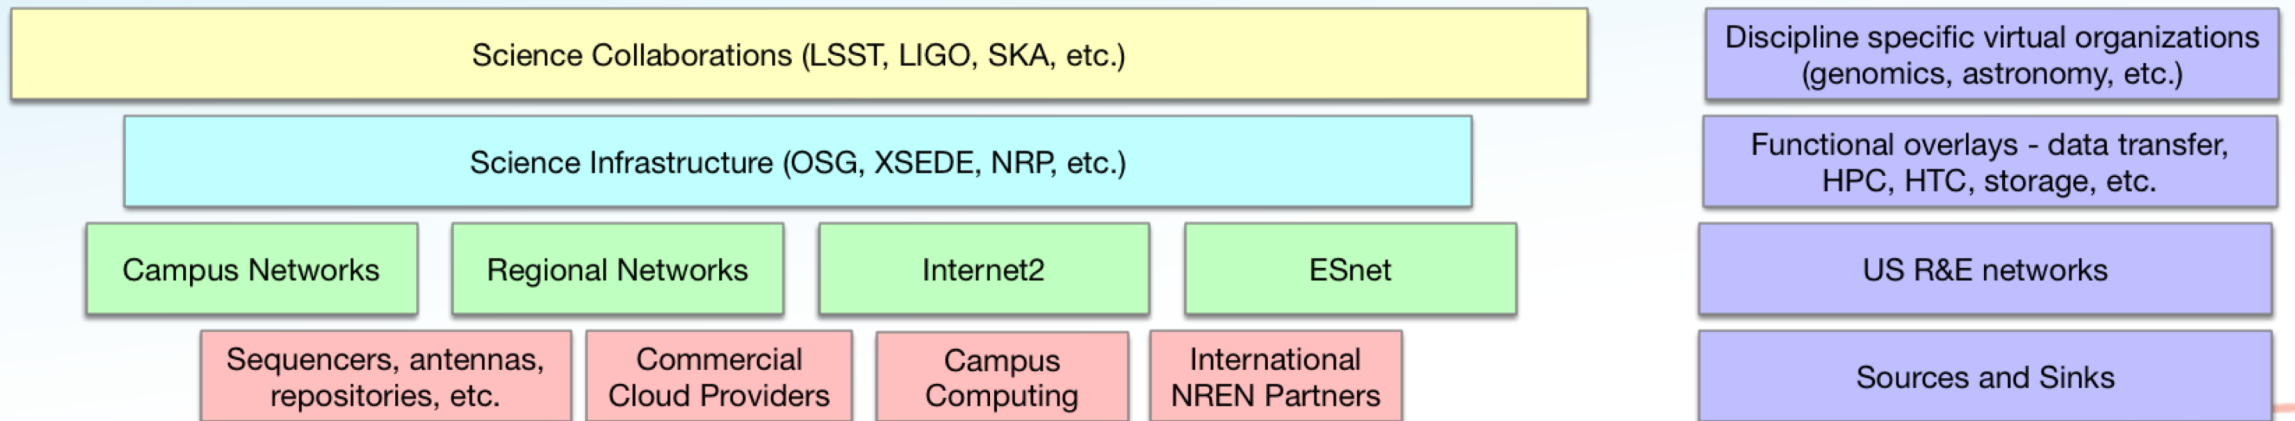 Science Collaborations (LSST, LIGO, SKA, etc.)
Discipline specific virtual organizations
(genomics, astronomy, etc.)
Science Infrastructure (OSG, XSEDE, NRP, etc.)
Functional overlays - data transfer,
HPC, HTC, storage, etc.
Campus Networks
Regional Networks
Internet2
ESnet
US R&E networks
Sequencers, antennas,
repositories, etc.
Commercial
Cloud Providers
Campus
Computing
International
NREN Partners
Sources and Sinks